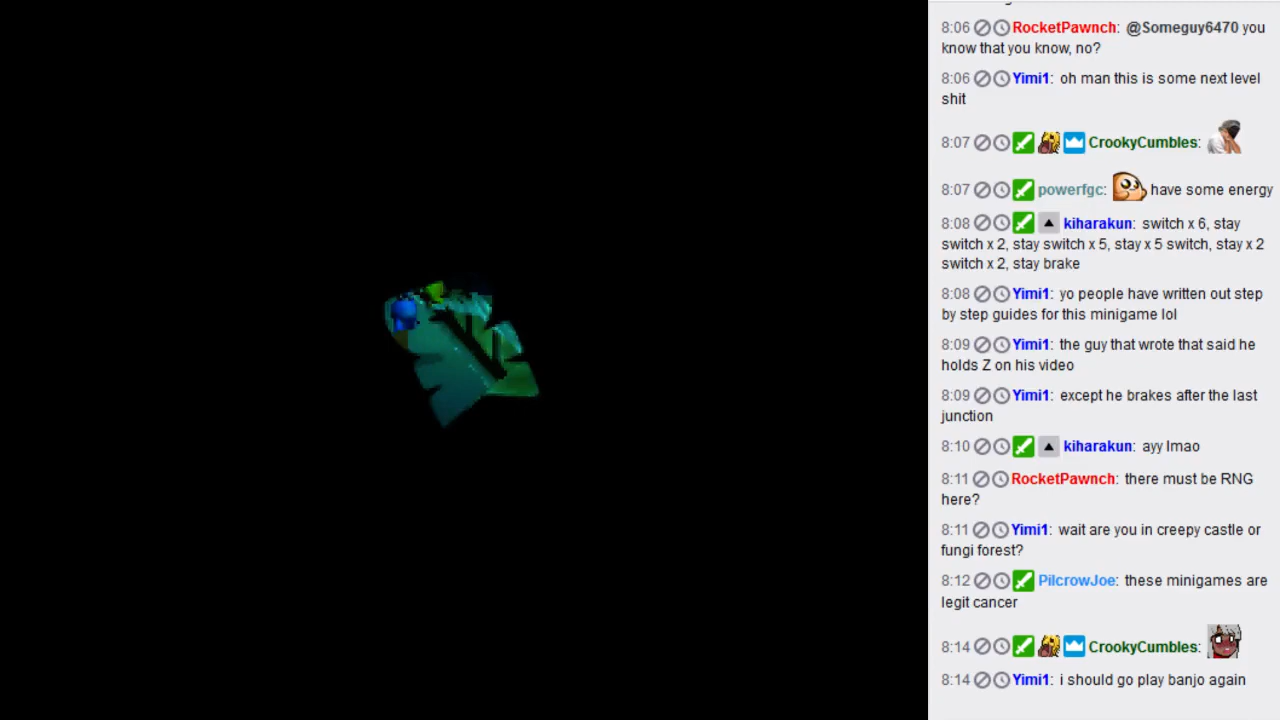 8:06 RocketPawnch: @Someguy6470 you
know that you know, no?
8:06 Yimi1: oh man this is some next level
shit
8:07 CrookyCumbles:
8:07 powerfgc: have some energy
8:08 kiharakun: switch x 6, stay
switch x 2, stay switch x 5, stay x 5 switch, stay x 2
switch x 2, stay brake
8:08 Yimi1: yo people have written out step
by step guides for this minigame lol
8:09 Yimi1: the guy that wrote that said he
holds Z on his video
8:09 Yimi1: except he brakes after the last
junction
8:10 kiharakun: ayy lmao
8:11 RocketPawnch: there must be RNG
here?
8:11 Yimi1: wait are you in creepy castle or
fungi forest?
8:12 PilcrowJoe: these minigames are
legit cancer
8:14 CrookyCumbles:
8:14 Yimi1: i should go play banjo again